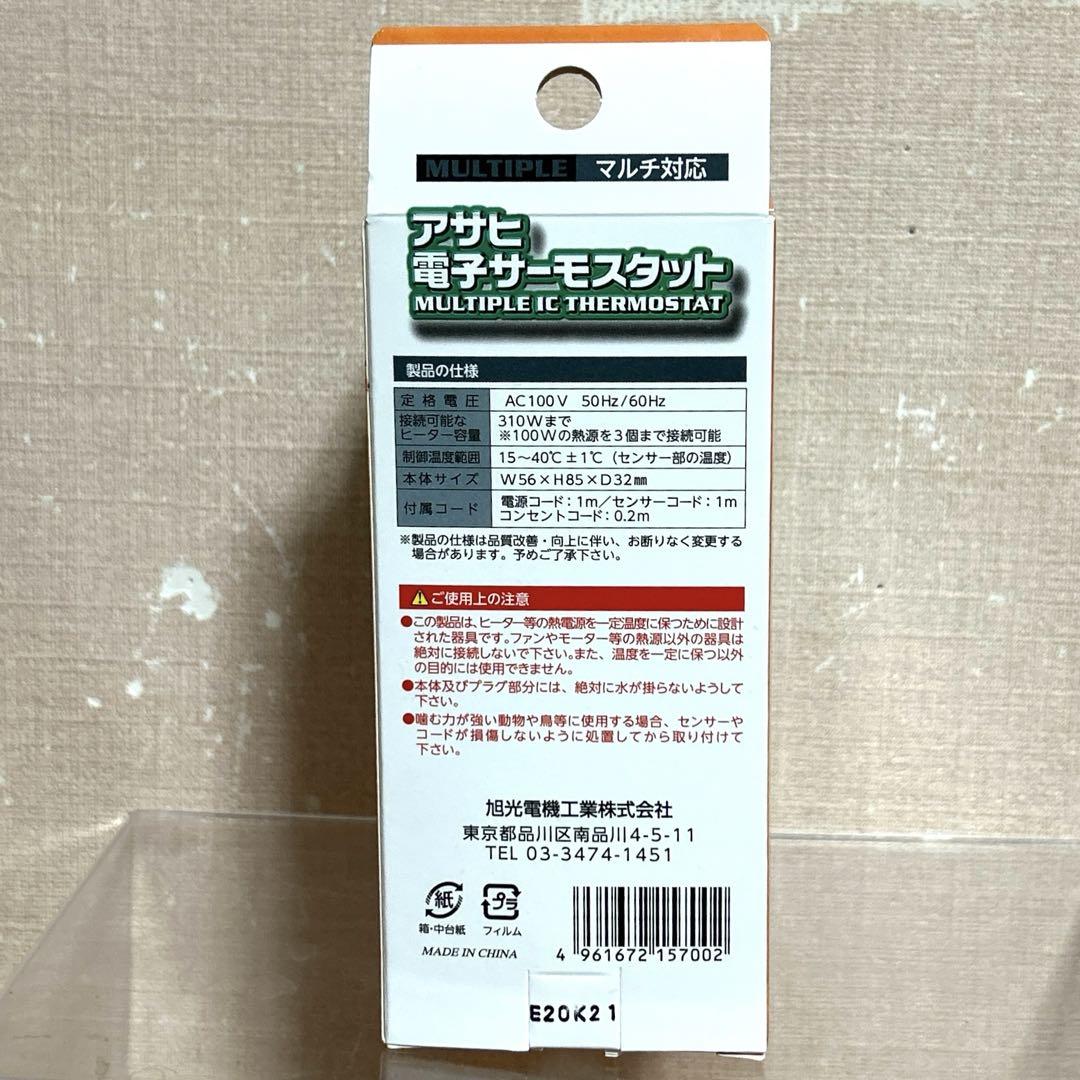 MULTIPLE マルチ対応
アサヒ
電子サーモスタット
MULTIPLE IC THERMOSTAT
製品の仕様
定格電圧 AC100V 50Hz/60Hz
接続可能な
ヒーター容量
310Wまで
※100Wの熱源を3個まで接続可能
制御温度範囲 15～40℃±1℃（センサー部の温度）
本体サイズ W56×H85×D32㎜
付属コード
電源コード：1m／センサーコード：1m
コンセントコード：0.2m
※製品の仕様は品質改善・向上に伴い、お断りなく変更する
場合があります。予めご了承下さい。
⚠ご使用上の注意
●この製品は、ヒーター等の熱電源を一定温度に保つために設計
された器具です。ファンやモーター等の熱源以外の器具は
絶対に接続しないで下さい。また、温度を一定に保つ以外
の目的には使用できません。
●本体及びプラグ部分には、絶対に水が掛らないようして
下さい。
●噛む力が強い動物や鳥等に使用する場合、センサーや
コードが損傷しないように処置してから取り付けて
下さい。
旭光電機工業株式会社
東京都品川区南品川4-5-11
TEL 03-3474-1451
紙 プラ
箱・中台紙 フィルム
MADE IN CHINA
4 961672 157002
E20K21